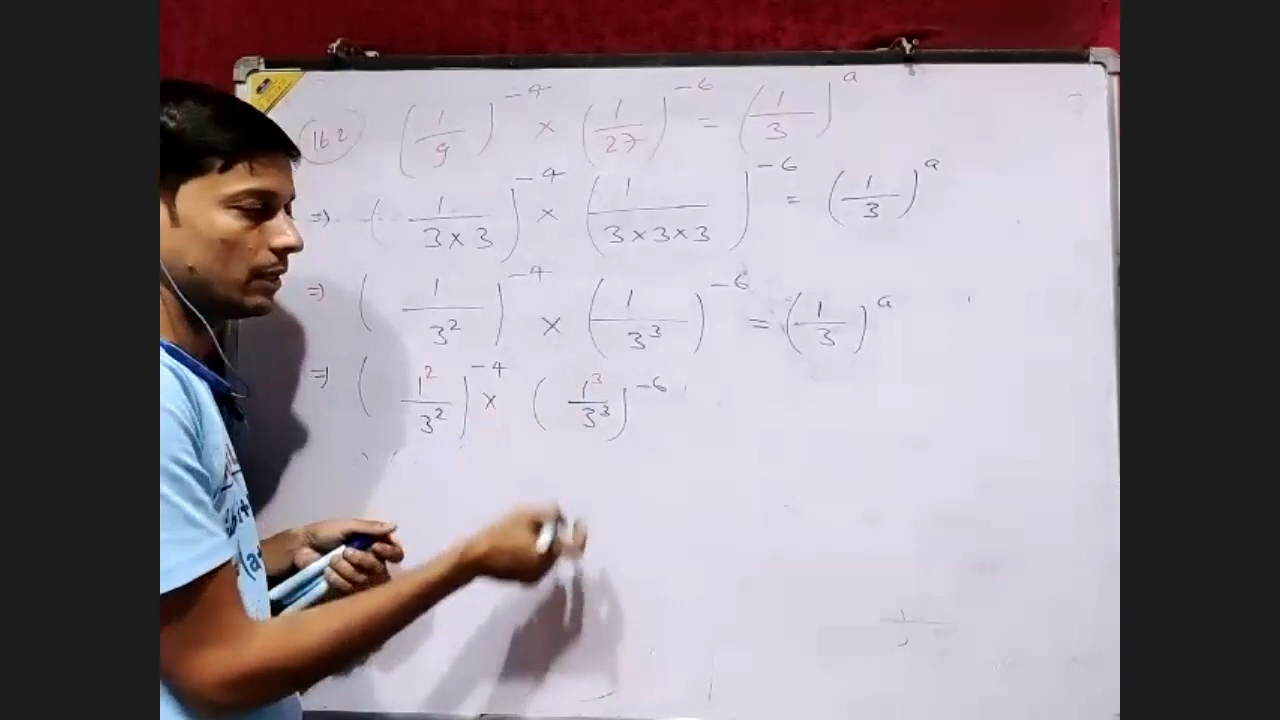 162 (1/9)^-4 × (1/27)^-6 = (1/3)^a
⇒ (1/3×3)^-4 × (1/3×3×3)^-6 = (1/3)^a
⇒ (1/3²)^-4 × (1/3³)^-6 = (1/3)^a
⇒ (1²/3²)^-4 × (1³/3³)^-6